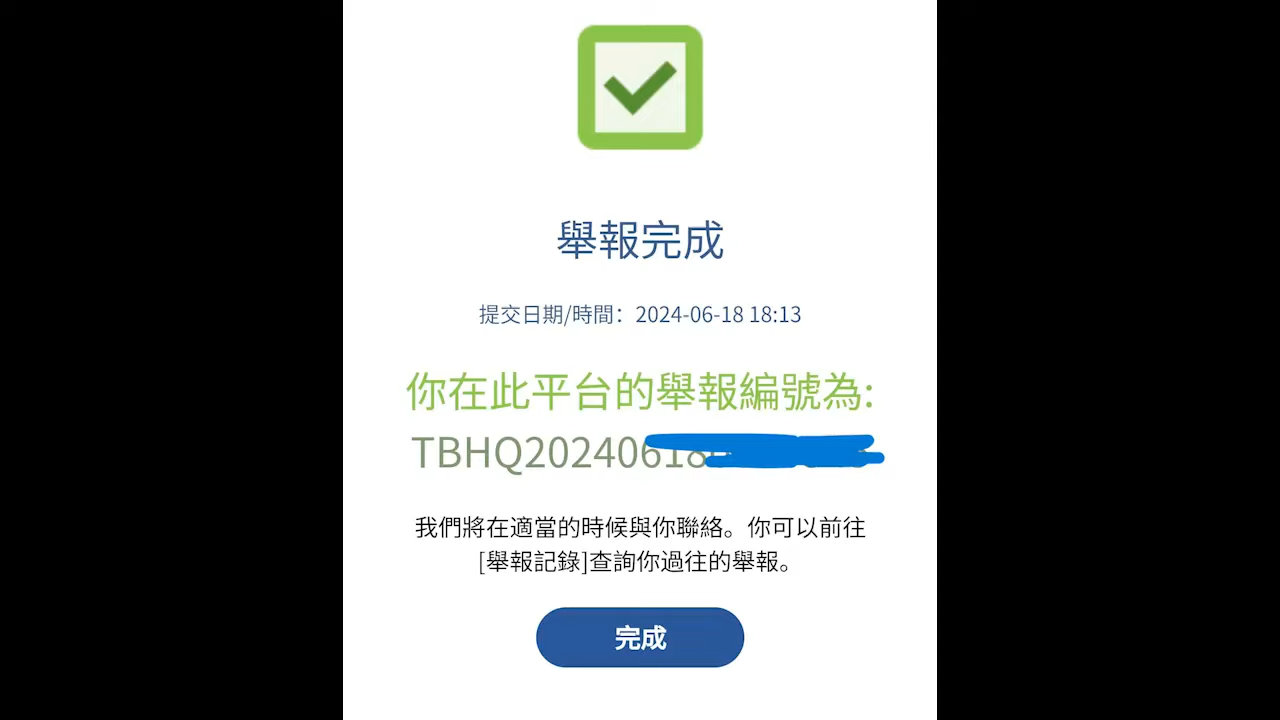 舉報完成
提交日期/時間：2024-06-18 18:13
你在此平台的舉報編號為:
TBHQ20240618
我們將在適當的時候與你聯絡。你可以前往
[舉報記錄]查詢你過往的舉報。
完成